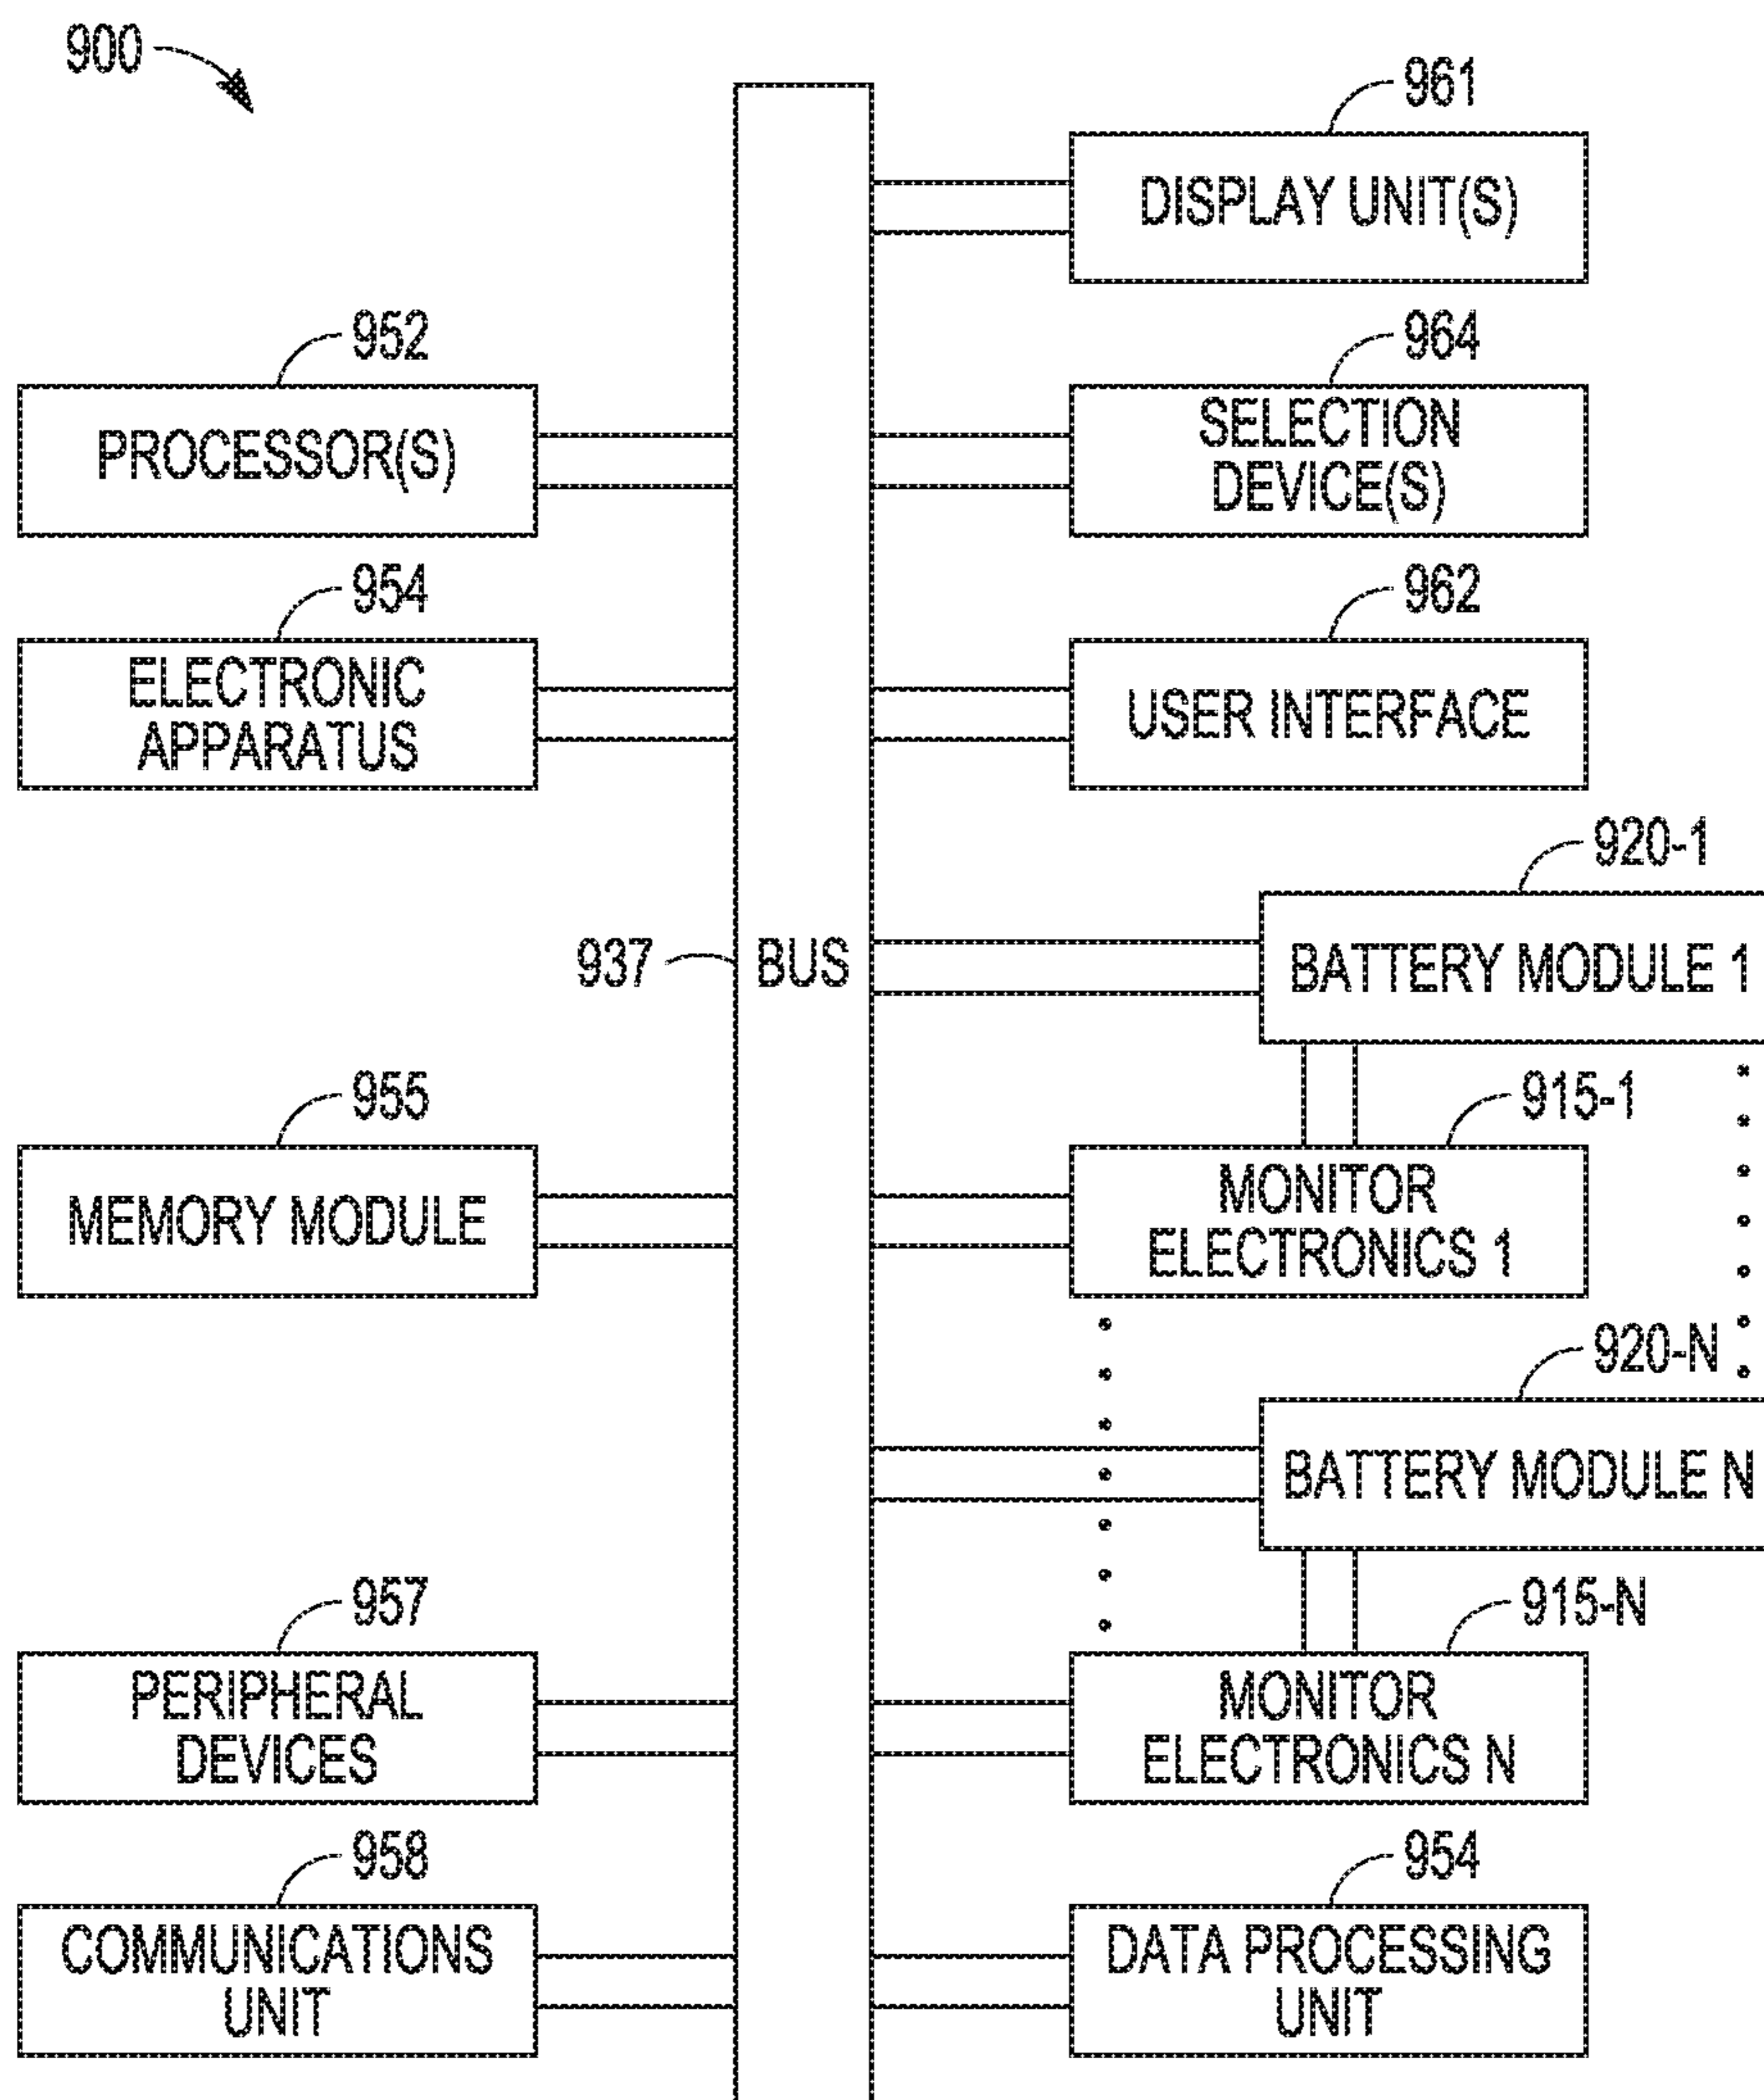 900
961
DISPLAY UNIT(S)
952
PROCESSOR(S)
964
SELECTION
DEVICE(S)
954
ELECTRONIC
APPARATUS
962
USER INTERFACE
920-1
937
BUS
BATTERY MODULE 1
955
MEMORY MODULE
915-1
MONITOR
ELECTRONICS 1
920-N
BATTERY MODULE N
957
PERIPHERAL
DEVICES
915-N
MONITOR
ELECTRONICS N
958
COMMUNICATIONS
UNIT
954
DATA PROCESSING
UNIT